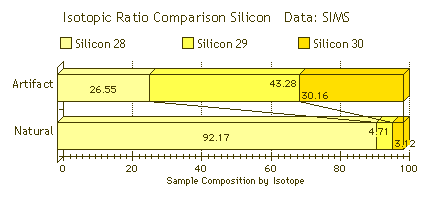 Isotopic Ratio Comparison Silicon Data: SIMS
Silicon 28 Silicon 29 Silicon 30
Artifact 26.55 43.28 30.16
Natural 92.17 4.71 3.12
0 20 40 60 80 100
Sample Compostition by Isotope